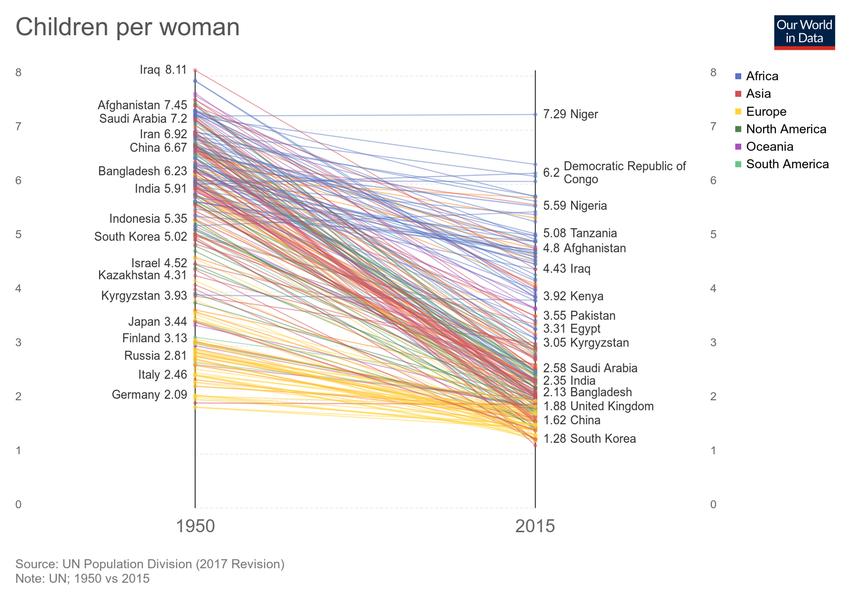 Children per woman
Our World
in Data
8
7
6
5
4
3
2
1
0
Iraq 8.11
Afghanistan 7.45
Saudi Arabia 7.2
Iran 6.92
China 6.67
Bangladesh 6.23
India 5.91
Indonesia 5.35
South Korea 5.02
Israel 4.52
Kazakhstan 4.31
Kyrgyzstan 3.93
Japan 3.44
Finland 3.13
Russia 2.81
Italy 2.46
Germany 2.09
7.29 Niger
6.2 Democratic Republic of
Congo
5.59 Nigeria
5.08 Tanzania
4.8 Afghanistan
4.43 Iraq
3.92 Kenya
3.55 Pakistan
3.31 Egypt
3.05 Kyrgyzstan
2.58 Saudi Arabia
2.35 India
2.13 Bangladesh
1.88 United Kingdom
1.62 China
1.28 South Korea
8
7
6
5
4
3
2
1
0
Africa
Asia
Europe
North America
Oceania
South America
1950
2015
Source: UN Population Division (2017 Revision)
Note: UN; 1950 vs 2015